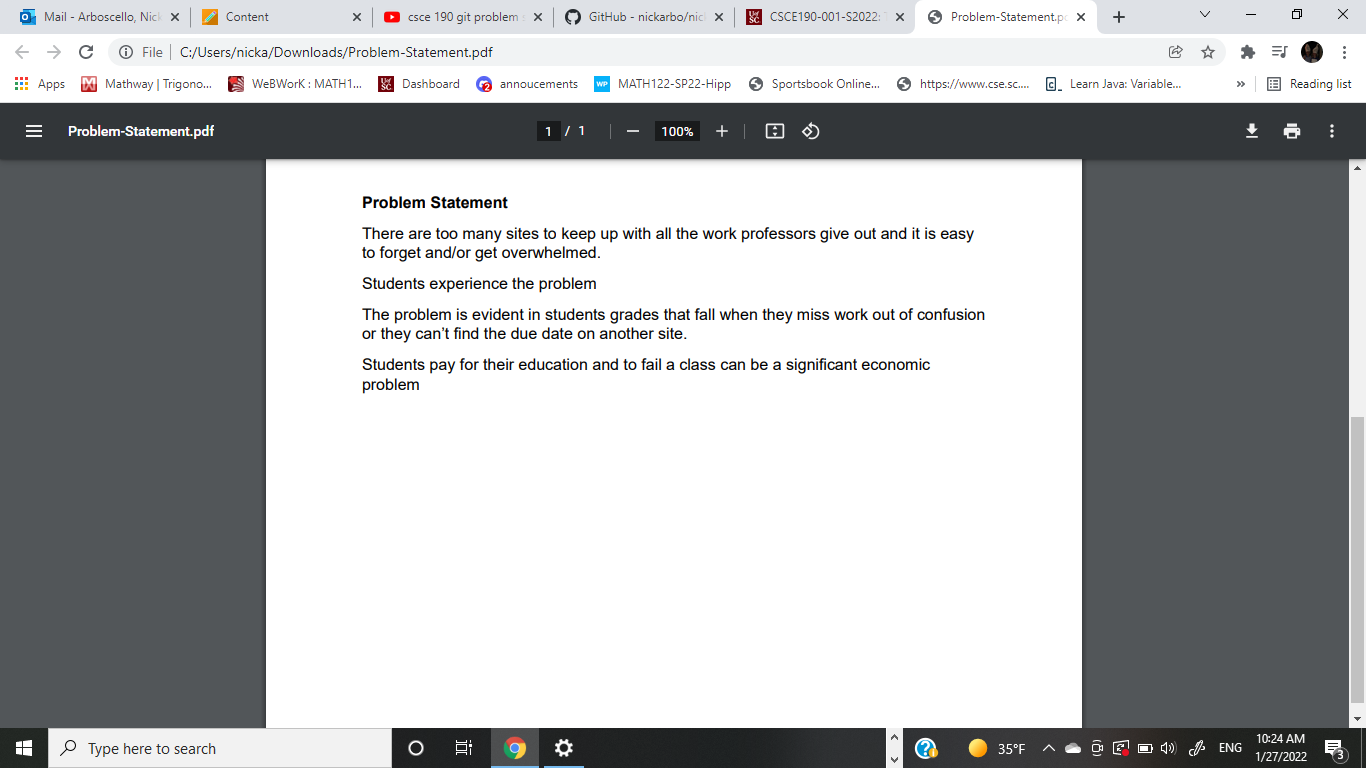 Mail - Arboscello, Nick
Content
csce 190 git problem s
GitHub - nickarbo/nic
CSCE190-001-S2022: T
Problem-Statement.pd
File
C:/Users/nicka/Downloads/Problem-Statement.pdf
Apps
Mathway | Trigono...
WeBWorK : MATH1...
Dashboard
annoucements
MATH122-SP22-Hipp
Sportsbook Online...
https://www.cse.sc....
Learn Java: Variable...
»
Reading list
Problem-Statement.pdf
1 / 1
100%
Problem Statement
There are too many sites to keep up with all the work professors give out and it is easy
to forget and/or get overwhelmed.
Students experience the problem
The problem is evident in students grades that fall when they miss work out of confusion
or they can’t find the due date on another site.
Students pay for their education and to fail a class can be a significant economic
problem
Type here to search
35°F
ENG
10:24 AM
1/27/2022
3